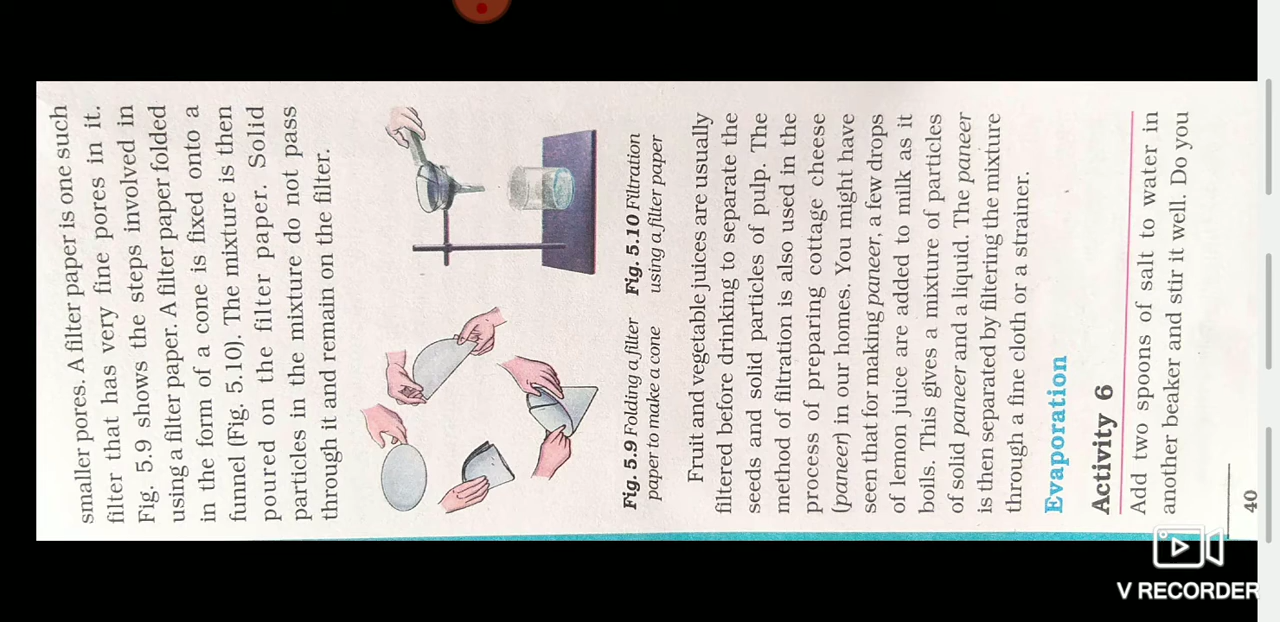 smaller pores. A filter paper is one such
filter that has very fine pores in it.
Fig. 5.9 shows the steps involved in
using a filter paper. A filter paper folded
in the form of a cone is fixed onto a
funnel (Fig. 5.10). The mixture is then
poured on the filter paper. Solid
particles in the mixture do not pass
through it and remain on the filter.
Fig. 5.9 Folding a filter
paper to make a cone
Fig. 5.10 Filtration
using a filter paper
Fruit and vegetable juices are usually
filtered before drinking to separate the
seeds and solid particles of pulp. The
method of filtration is also used in the
process of preparing cottage cheese
(paneer) in our homes. You might have
seen that for making paneer, a few drops
of lemon juice are added to milk as it
boils. This gives a mixture of particles
of solid paneer and a liquid. The paneer
is then separated by filtering the mixture
through a fine cloth or a strainer.
Evaporation
Activity 6
Add two spoons of salt to water in
another beaker and stir it well. Do you
40
V RECORDER